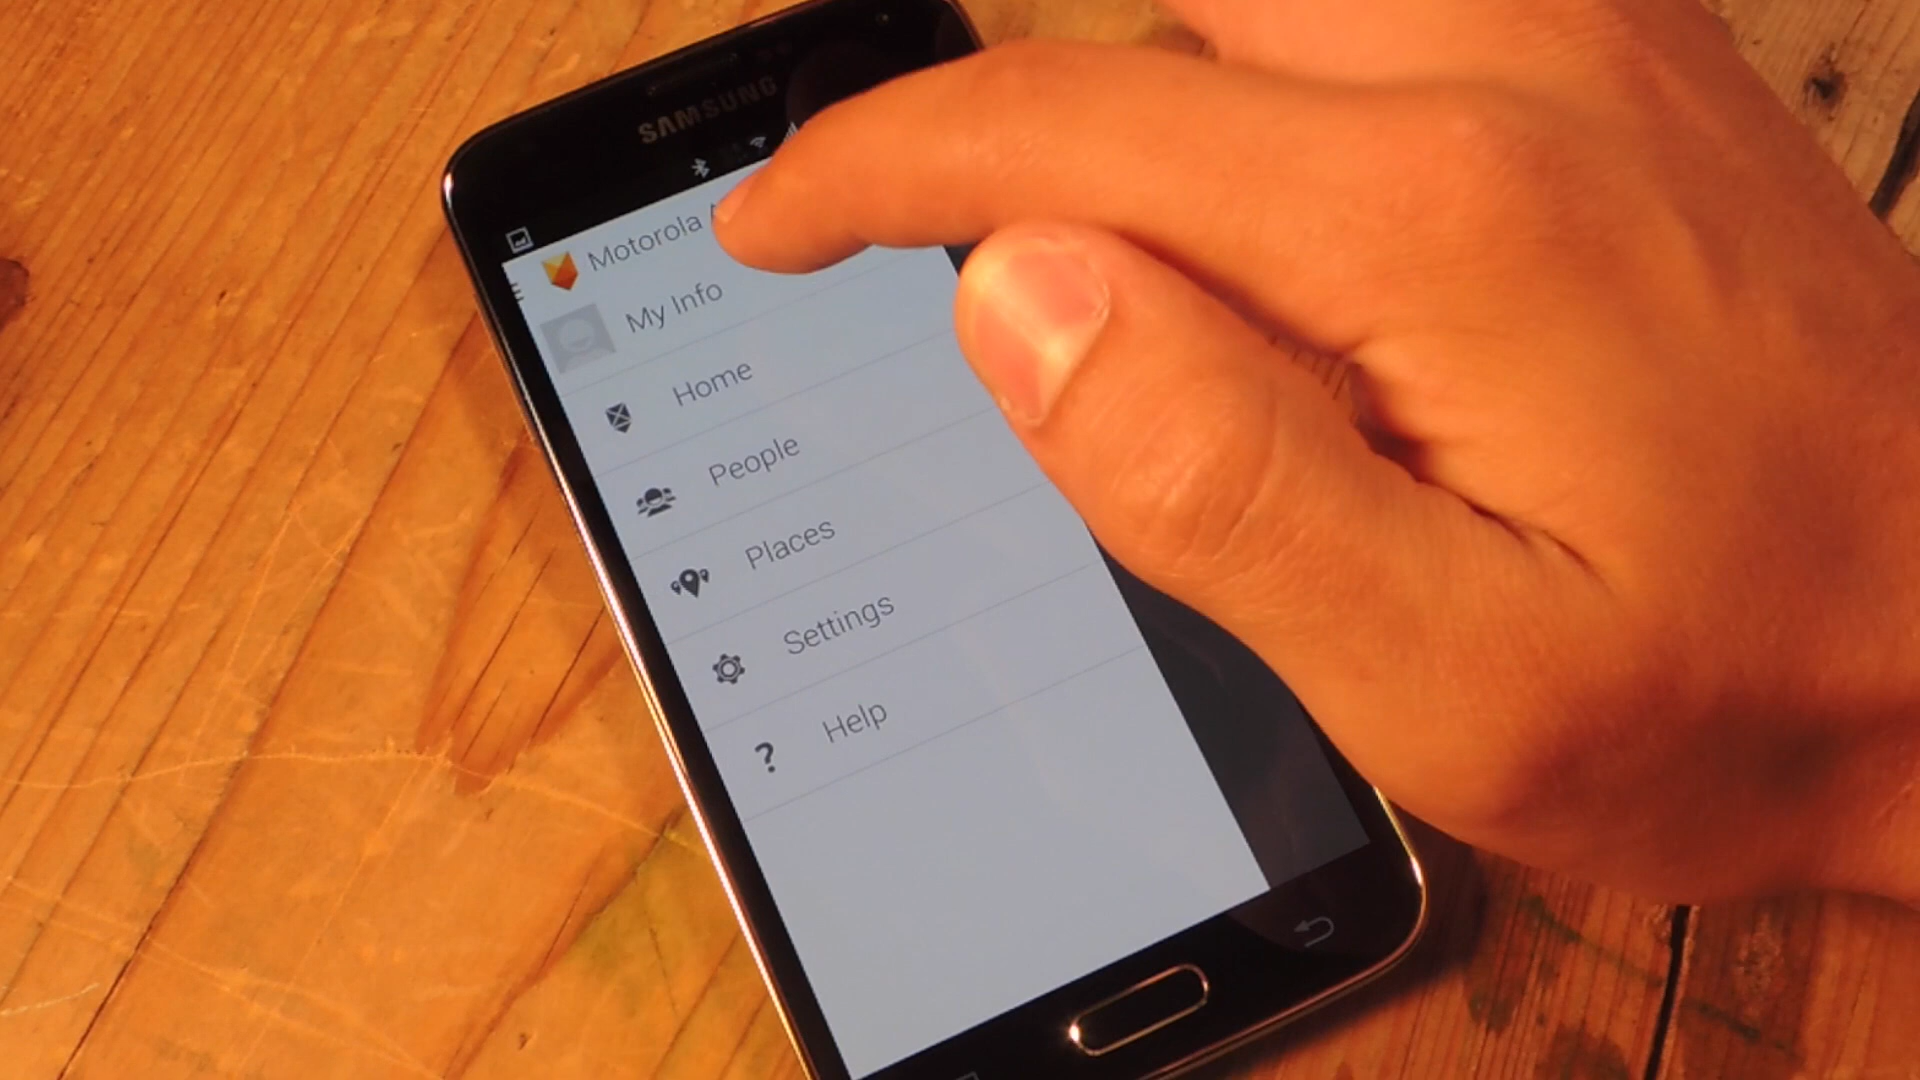 SAMSUNG
Motorola
My Info
Home
People
Places
Settings
Help